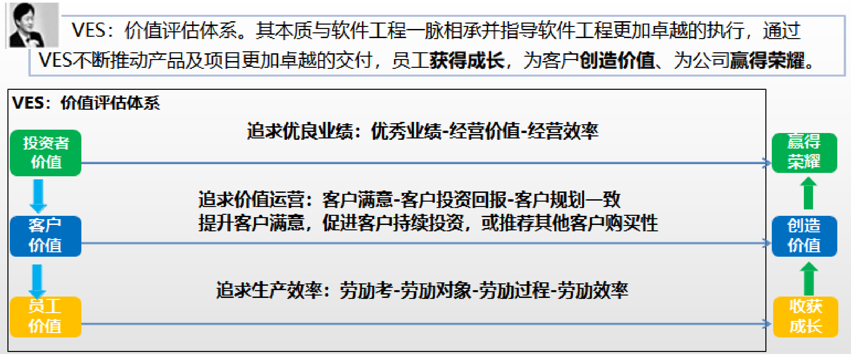 VES：价值评估体系。其本质与软件工程一脉相承并指导软件工程更加卓越的执行，通过
VES不断推动产品及项目更加卓越的交付，员工获得成长，为客户创造价值、为公司赢得荣耀。
VES：价值评估体系
投资者
价值
追求优良业绩：优秀业绩-经营价值-经营效率
赢得
荣耀
客户
价值
追求价值运营：客户满意-客户投资回报-客户规划一致
提升客户满意，促进客户持续投资，或推荐其他客户购买性
创造
价值
员工
价值
追求生产效率：劳动考-劳动对象-劳动过程-劳动效率
收获
成长